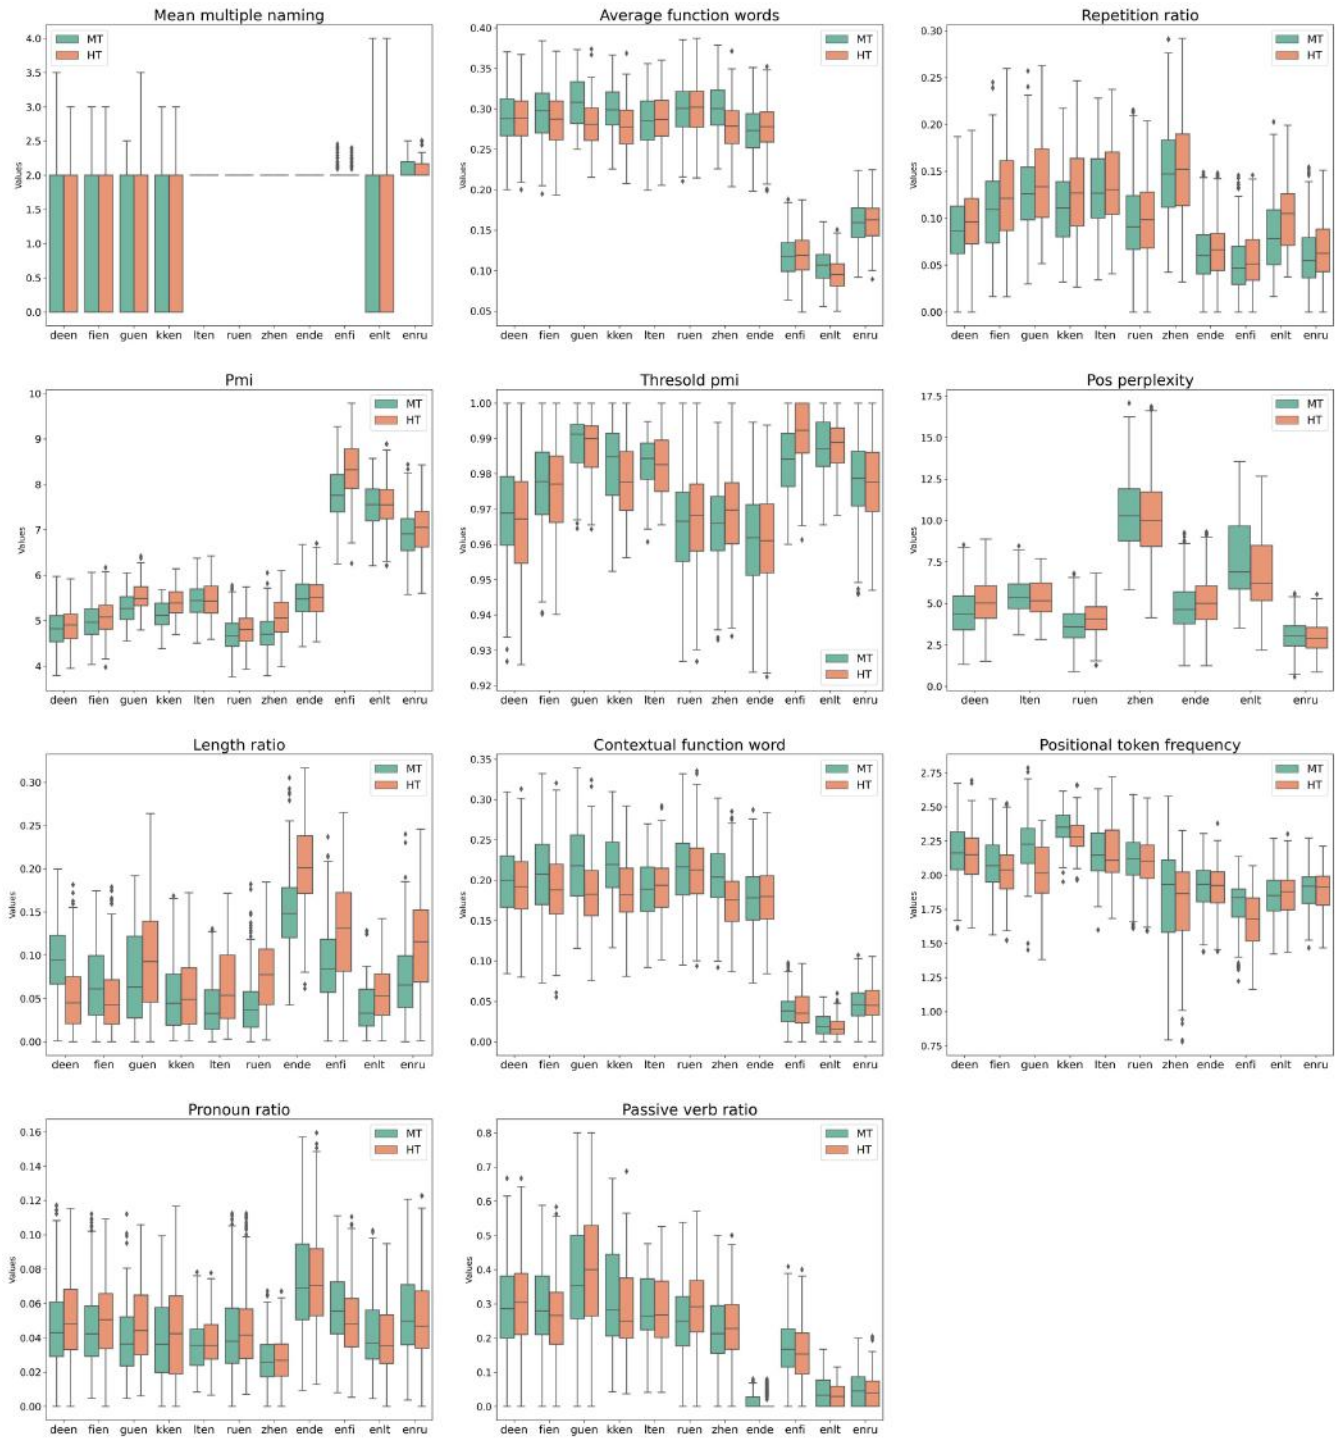 Mean multiple naming
Values
4.0
3.5
3.0
2.5
2.0
1.5
1.0
0.5
0.0
MT
HT
deen fien guen kken lten ruen zhen ende enfi enlt enru
Average function words
Values
0.40
0.35
0.30
0.25
0.20
0.15
0.10
0.05
MT
HT
deen fien guen kken lten ruen zhen ende enfi enlt enru
Repetition ratio
Values
0.30
0.25
0.20
0.15
0.10
0.05
0.00
MT
HT
deen fien guen kken lten ruen zhen ende enfi enlt enru
Pmi
Values
10
9
8
7
6
5
4
MT
HT
deen fien guen kken lten ruen zhen ende enfi enlt enru
Thresold pmi
Values
1.00
0.99
0.98
0.97
0.96
0.95
0.94
0.93
0.92
MT
HT
deen fien guen kken lten ruen zhen ende enfi enlt enru
Pos perplexity
Values
17.5
15.0
12.5
10.0
7.5
5.0
2.5
0.0
MT
HT
deen lten ruen zhen ende enlt enru
Length ratio
Values
0.30
0.25
0.20
0.15
0.10
0.05
0.00
MT
HT
deen fien guen kken lten ruen ende enfi enlt enru
Contextual function word
Values
0.35
0.30
0.25
0.20
0.15
0.10
0.05
0.00
MT
HT
deen fien guen kken lten ruen zhen ende enfi enlt enru
Positional token frequency
Values
2.75
2.50
2.25
2.00
1.75
1.50
1.25
1.00
0.75
MT
HT
deen fien guen kken lten ruen zhen ende enfi enlt enru
Pronoun ratio
Values
0.16
0.14
0.12
0.10
0.08
0.06
0.04
0.02
0.00
MT
HT
deen fien guen kken lten ruen zhen ende enfi enlt enru
Passive verb ratio
Values
0.8
0.7
0.6
0.5
0.4
0.3
0.2
0.1
0.0
MT
HT
deen fien guen kken lten ruen zhen ende enfi enlt enru